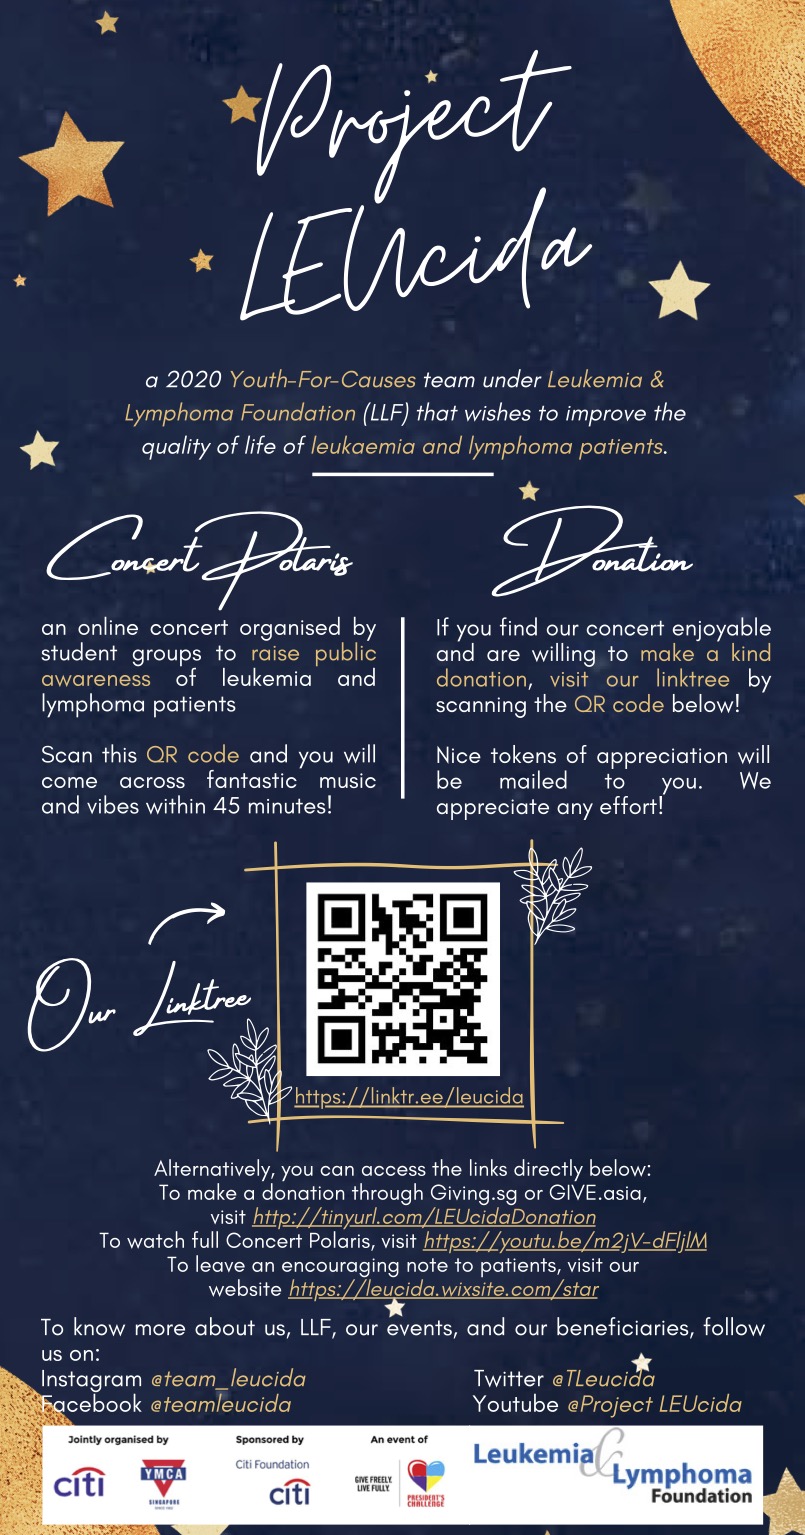 Project
LEUcida
a 2020 Youth-For-Causes team under Leukemia &
Lymphoma Foundation (LLF) that wishes to improve the
quality of life of leukaemia and lymphoma patients.
Concert Polaris
an online concert organised by
student groups to raise public
awareness of leukemia and
lymphoma patients
Scan this QR code and you will
come across fantastic music
and vibes within 45 minutes!
Donation
If you find our concert enjoyable
and are willing to make a kind
donation, visit our linktree by
scanning the QR code below!
Nice tokens of appreciation will
be mailed to you. We
appreciate any effort!
Our Linktree
https://linktr.ee/leucida
Alternatively, you can access the links directly below:
To make a donation through Giving.sg or GIVE.asia,
visit http://tinyurl.com/LEUcidaDonation
To watch full Concert Polaris, visit https://youtu.be/m2jV-dFljlM
To leave an encouraging note to patients, visit our
website https://leucida.wixsite.com/star
To know more about us, LLF, our events, and our beneficiaries, follow
us on:
Instagram @team_leucida
Facebook @teamleucida
Twitter @TLeucida
Youtube @Project LEUcida
Jointly organised by
citi
YMCA
SINGAPORE
Sponsored by
Citi Foundation
citi
An event of
GIVE FREELY.
LIVE FULLY.
PRESIDENT'S
CHALLENGE
Leukemia &
Lymphoma
Foundation